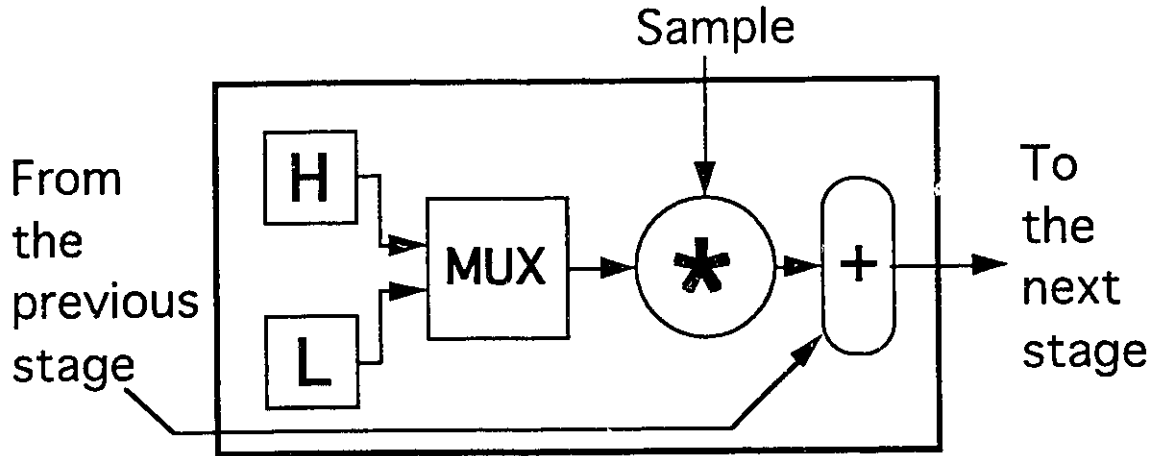 Sample
From
the
previous
stage
H
L
MUX
*
+
To
the
next
stage